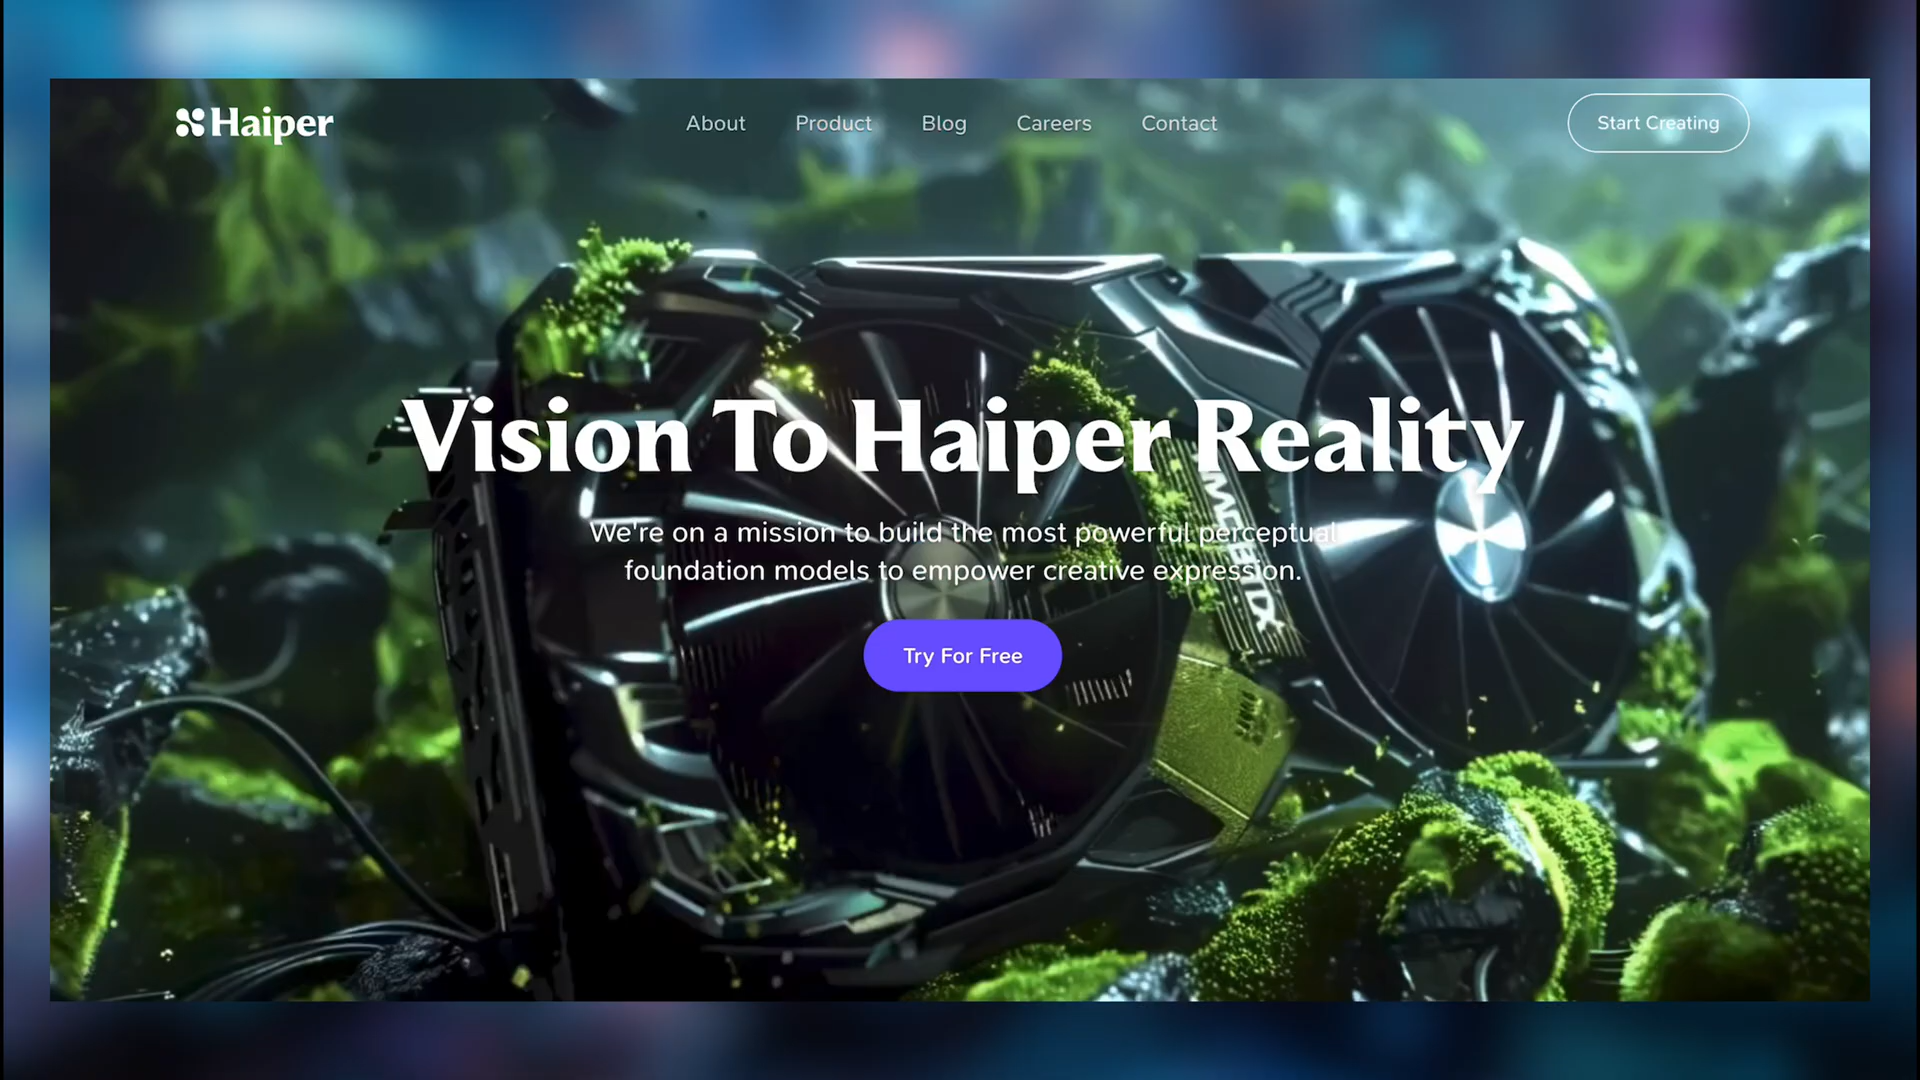 Haiper
About
Product
Blog
Careers
Contact
Start Creating
Vision To Haiper Reality
We're on a mission to build the most powerful perceptual
foundation models to empower creative expression.
Try For Free